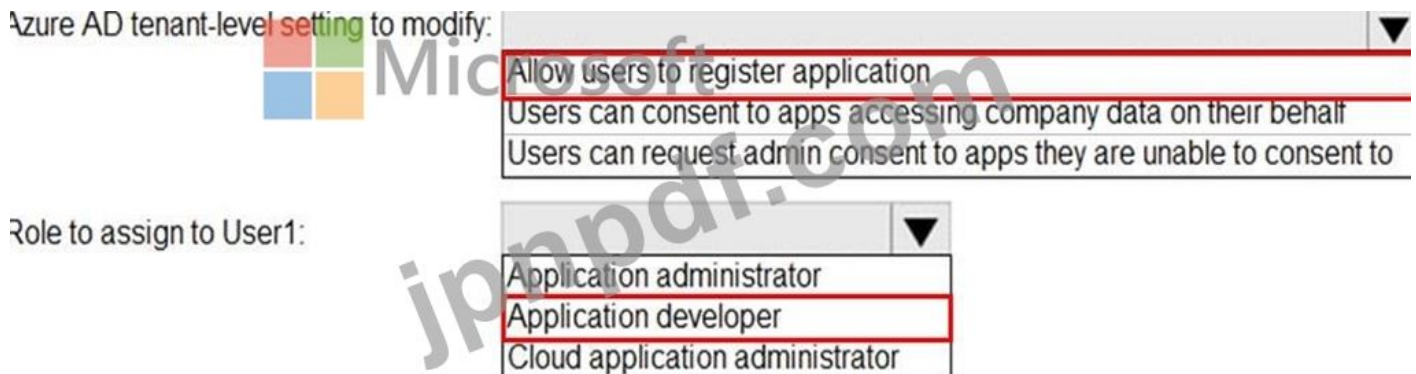 Azure AD tenant-level setting to modify:
Microsoft
Allow users to register application
Users can consent to apps accessing company data on their behalf
Users can request admin consent to apps they are unable to consent to
jpnpdf.com
Role to assign to User1:
Application administrator
Application developer
Cloud application administrator